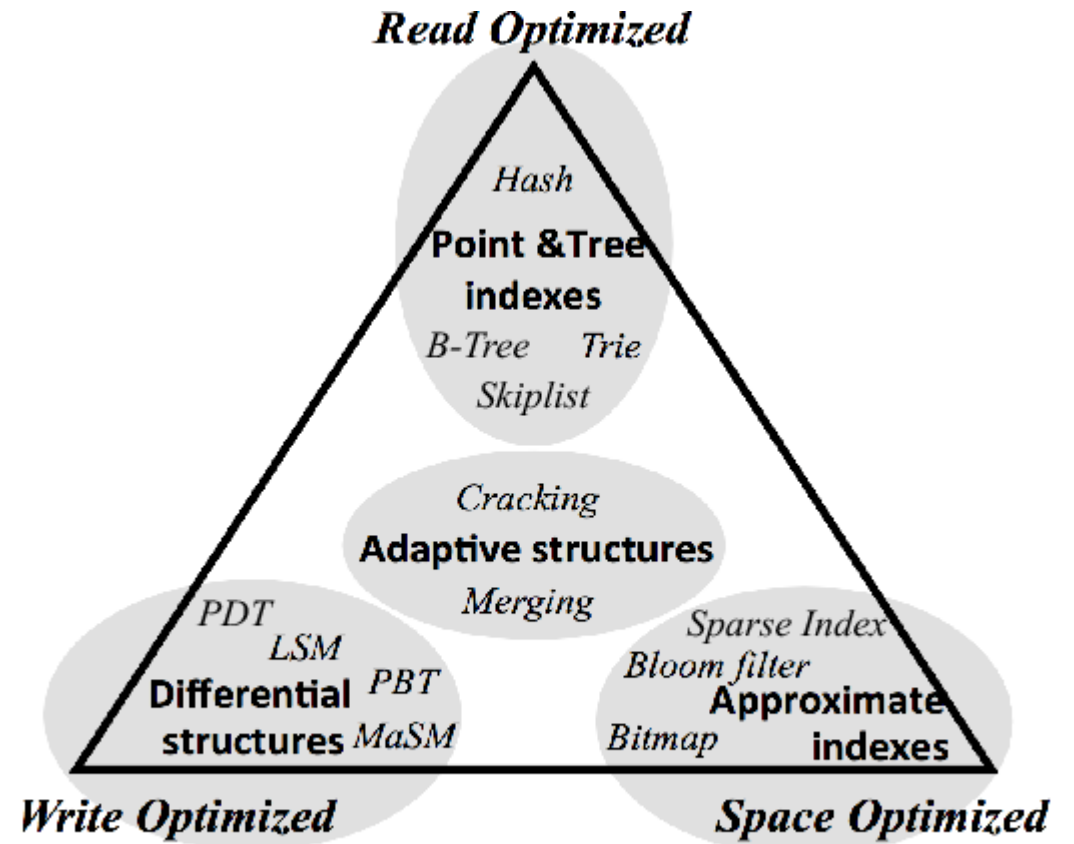 Read Optimized
Hash
Point &Tree
indexes
B-Tree Trie
Skiplist
Cracking
Adaptive structures
Merging
PDT
LSM
PBT
Differential
structures MaSM
Sparse Index
Bloom filter
Approximate
Bitmap
indexes
Write Optimized
Space Optimized